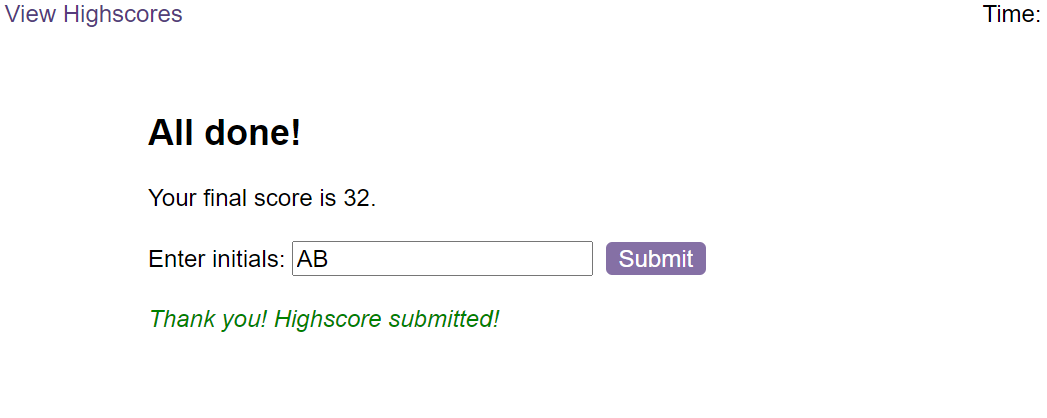 View Highscores
Time:
All done!
Your final score is 32.
Enter initials: AB Submit
Thank you! Highscore submitted!